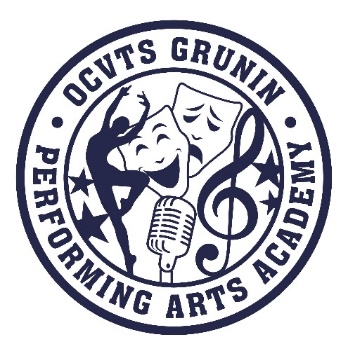 OCVTS GRUNIN
PERFORMING ARTS ACADEMY